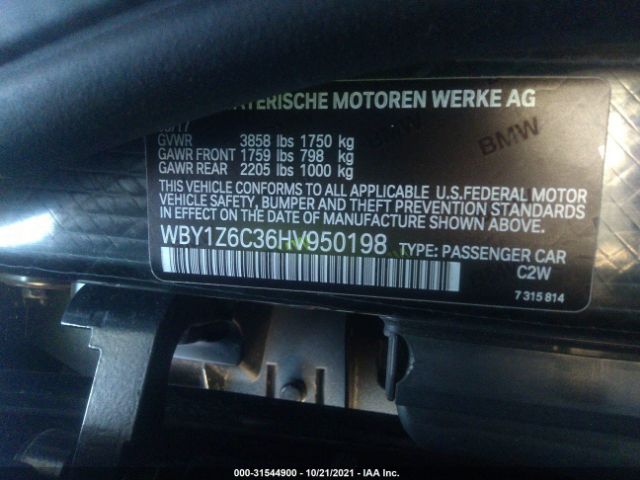 MOTOREN WERKE AG
GVWR 3858 lbs 1750 kg
GAWR FRONT 1759 lbs 798 kg
GAWR REAR 2205 lbs 1000 kg
THIS VEHICLE CONFORMS TO ALL APPLICABLE U.S.FEDERAL MOTOR
VEHICLE SAFETY, BUMPER AND THEFT PREVENTION STANDARDS
IN EFFECT ON THE DATE OF MANUFACTURE
SHOWN ABOVE.
WBY1Z6C36HV950198 TYPE: PASSENGER CAR
C2W
7 315 814
BMW
BMW
000-31544900 - 10/21/2021 - IAA Inc.